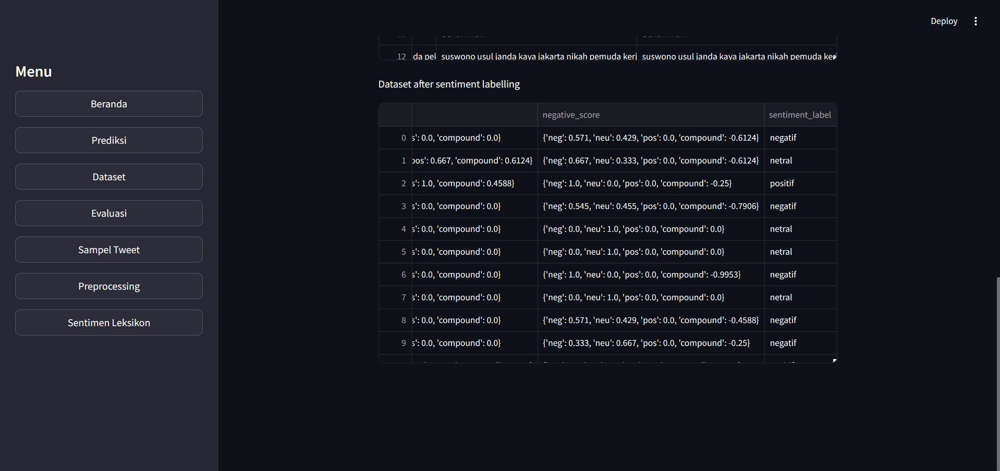 Deploy
Menu
Beranda
Prediksi
Dataset
Evaluasi
Sampel Tweet
Preprocessing
Sentimen Leksikon
12 da pel suswono usul janda kaya jakarta nikah pemuda keri suswono usul janda kaya jakarta nikah pemuda ker
Dataset after sentiment labelling
negative_score sentiment_label
0 s': 0.0, 'compound': 0.0} {'neg': 0.571, 'neu': 0.429, 'pos': 0.0, 'compound': -0.6124} negatif
1 pos': 0.667, 'compound': 0.6124} {'neg': 0.667, 'neu': 0.333, 'pos': 0.0, 'compound': -0.6124} netral
2 s': 1.0, 'compound': 0.4588} {'neg': 1.0, 'neu': 0.0, 'pos': 0.0, 'compound': -0.25} positif
3 s': 0.0, 'compound': 0.0} {'neg': 0.545, 'neu': 0.455, 'pos': 0.0, 'compound': -0.7906} negatif
4 s': 0.0, 'compound': 0.0} {'neg': 0.0, 'neu': 1.0, 'pos': 0.0, 'compound': 0.0} netral
5 s': 0.0, 'compound': 0.0} {'neg': 0.0, 'neu': 1.0, 'pos': 0.0, 'compound': 0.0} netral
6 s': 0.0, 'compound': 0.0} {'neg': 1.0, 'neu': 0.0, 'pos': 0.0, 'compound': -0.9953} negatif
7 s': 0.0, 'compound': 0.0} {'neg': 0.0, 'neu': 1.0, 'pos': 0.0, 'compound': 0.0} netral
8 s': 0.0, 'compound': 0.0} {'neg': 0.571, 'neu': 0.429, 'pos': 0.0, 'compound': -0.4588} negatif
9 s': 0.0, 'compound': 0.0} {'neg': 0.333, 'neu': 0.667, 'pos': 0.0, 'compound': -0.25} negatif